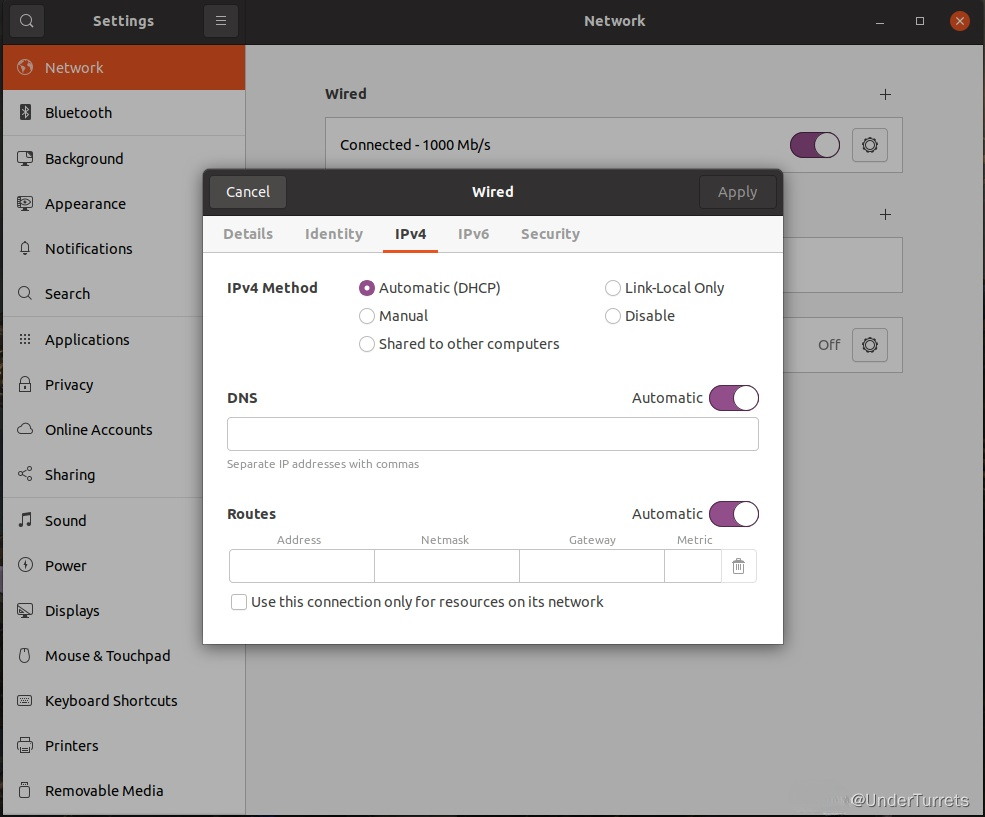 Settings
Network
Network
Bluetooth
Background
Appearance
Notifications
Search
Applications
Privacy
Online Accounts
Sharing
Sound
Power
Displays
Mouse & Touchpad
Keyboard Shortcuts
Printers
Removable Media
Wired
Connected - 1000 Mb/s
Off
Cancel
Wired
Apply
Details Identity IPv4 IPv6 Security
IPv4 Method
Automatic (DHCP)
Link-Local Only
Manual
Disable
Shared to other computers
DNS
Automatic
Separate IP addresses with commas
Routes
Automatic
Address Netmask Gateway Metric
Use this connection only for resources on its network
@UnderTurrets